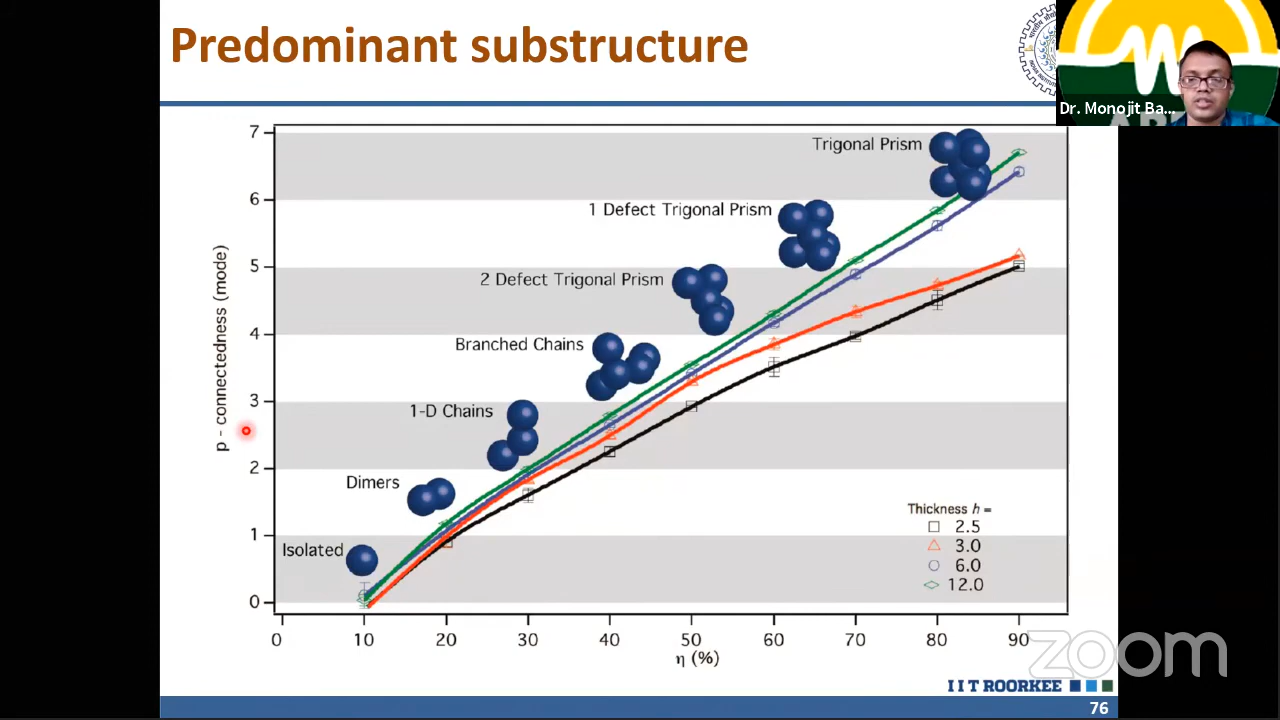 Predominant substructure
Dr. Monojit Ba...
7
6
5
4
3
2
1
0
p - connectedness (mode)
Trigonal Prism
1 Defect Trigonal Prism
2 Defect Trigonal Prism
Branched Chains
1-D Chains
Dimers
Isolated
Thickness h =
2.5
3.0
6.0
12.0
0 10 20 30 40 50 60 70 80 90
η (%)
zoom
I I T ROORKEE
76